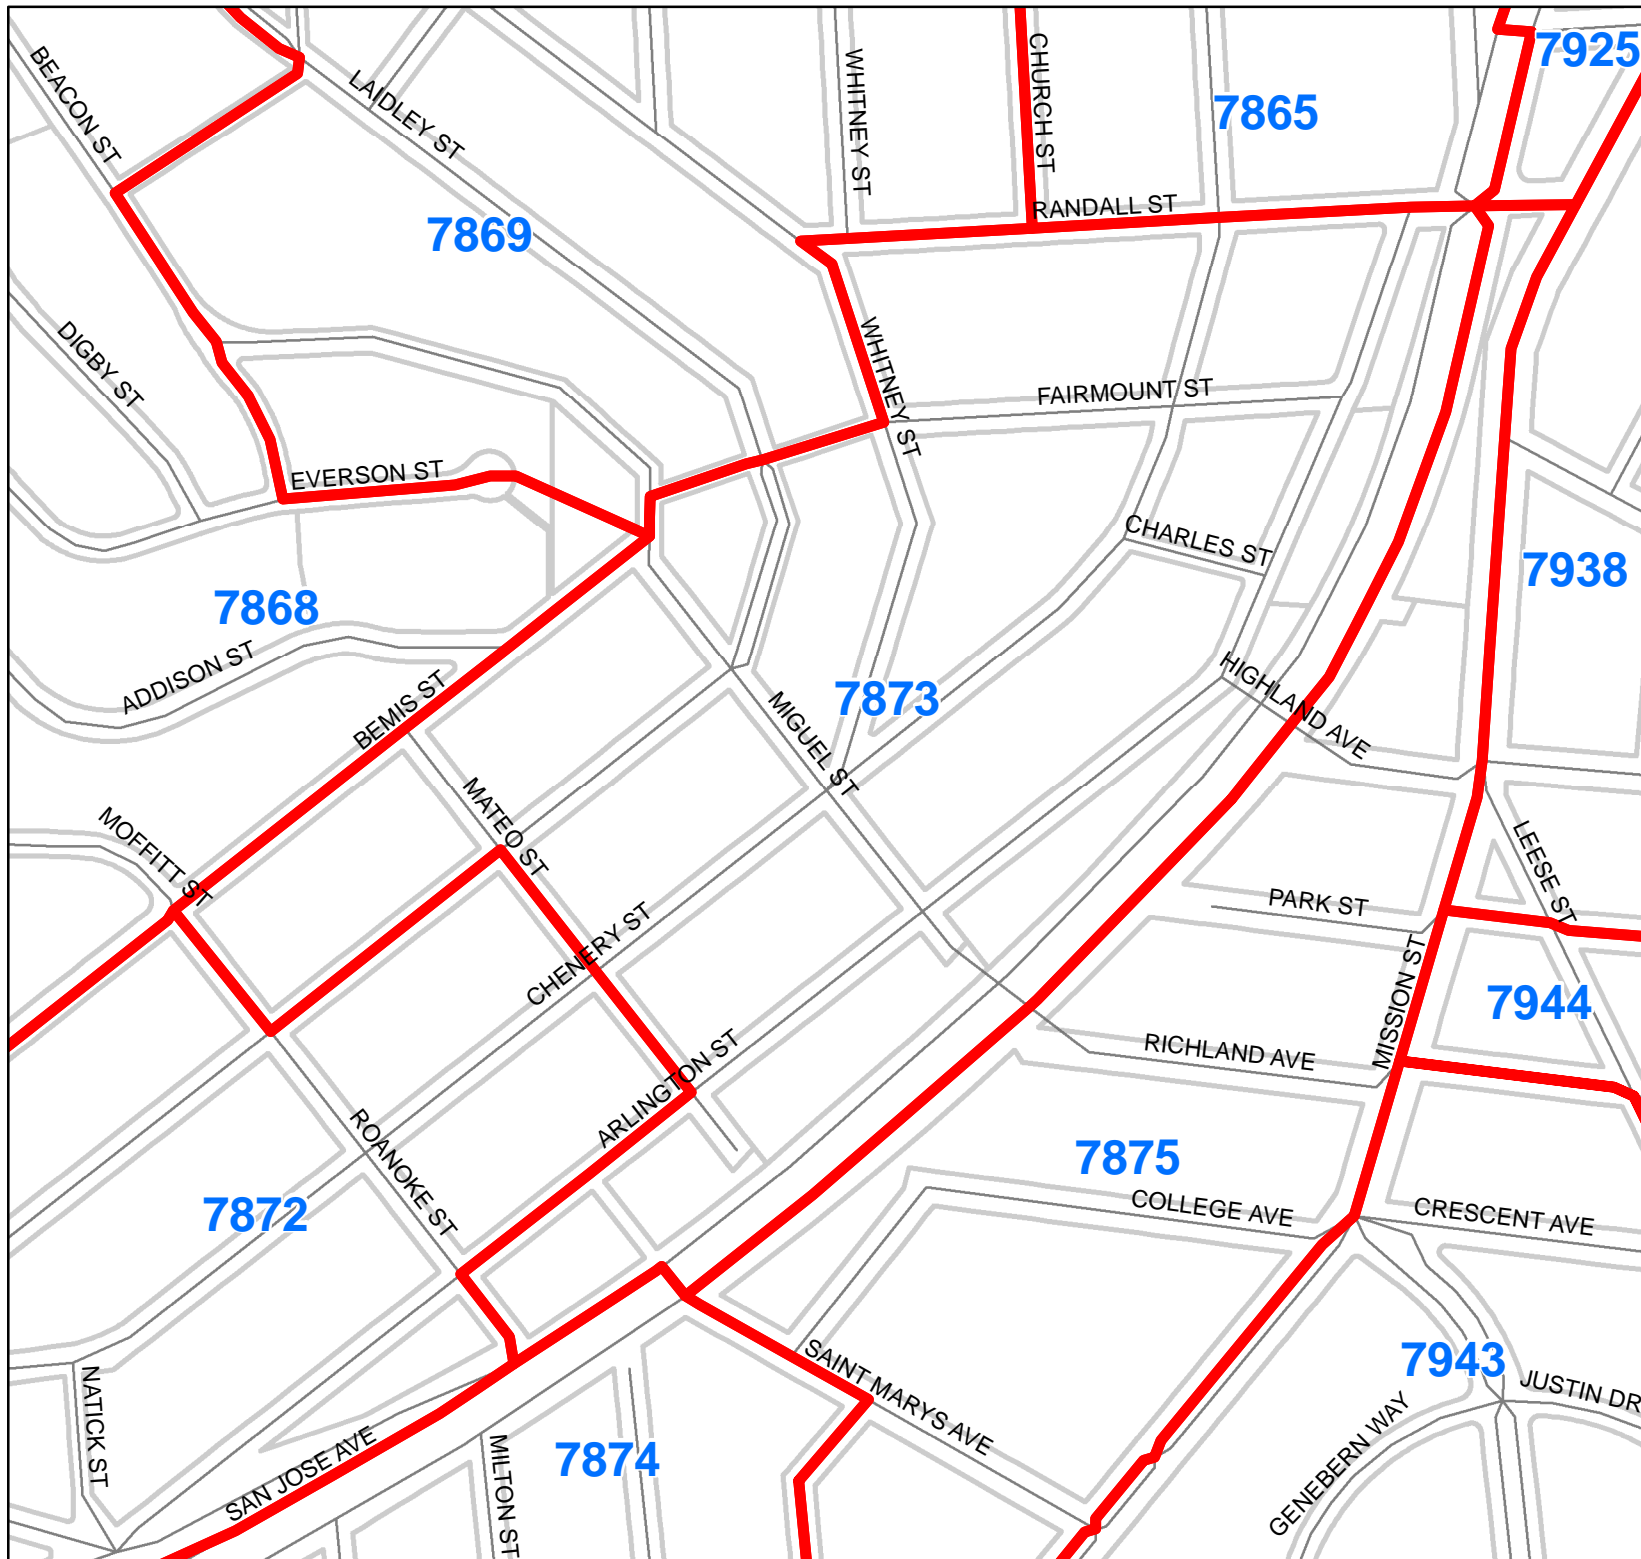 7925
BEACON ST
LAIDLEY ST
WHITNEY ST
CHURCH ST
7865
RANDALL ST
7869
DIGBY ST
WHITNEY ST
FAIRMOUNT ST
EVERSON ST
CHARLES ST
7938
7868
ADDISON ST
BEMIS ST
7873
MIGUEL ST
HIGHLAND AVE
MATEO ST
MOFFITT ST
LEESE ST
PARK ST
CHENERY ST
MISSION ST
7944
ARLINGTON ST
RICHLAND AVE
ROANOKE ST
7872
7875
COLLEGE AVE
CRESCENT AVE
NATICK ST
SAN JOSE AVE
7874
MILTON ST
SAINT MARYS AVE
7943
JUSTIN DR
GENEBERN WAY